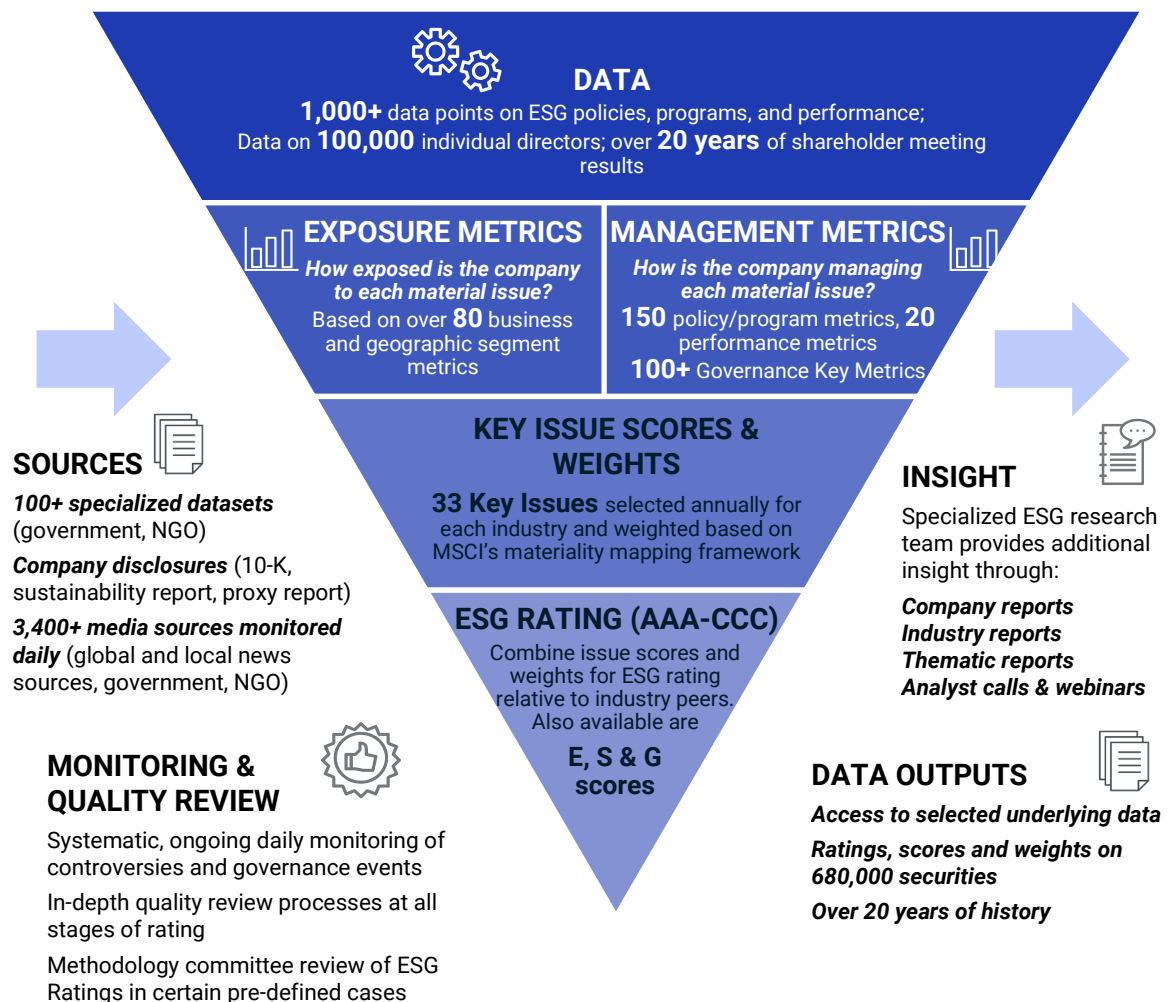 DATA
1,000+ data points on ESG policies, programs, and performance;
Data on 100,000 individual directors; over 20 years of shareholder meeting
results
EXPOSURE METRICS
How exposed is the company
to each material issue?
Based on over 80 business
and geographic segment
metrics
MANAGEMENT METRICS
How is the company managing
each material issue?
150 policy/program metrics, 20
performance metrics
100+ Governance Key Metrics
KEY ISSUE SCORES &
WEIGHTS
33 Key Issues selected annually for
each industry and weighted based on
MSCI's materiality mapping framework
ESG RATING (AAA-CCC)
Combine issue scores and
weights for ESG rating
relative to industry peers.
Also available are
E, S & G
scores
SOURCES
100+ specialized datasets
(government, NGO)
Company disclosures (10-K,
sustainability report, proxy report)
3,400+ media sources monitored
daily (global and local news
sources, government, NGO)
MONITORING &
QUALITY REVIEW
Systematic, ongoing daily monitoring of
controversies and governance events
In-depth quality review processes at all
stages of rating
Methodology committee review of ESG
Ratings in certain pre-defined cases
INSIGHT
Specialized ESG research
team provides additional
insight through:
Company reports
Industry reports
Thematic reports
Analyst calls & webinars
DATA OUTPUTS
Access to selected underlying data
Ratings, scores and weights on
680,000 securities
Over 20 years of history